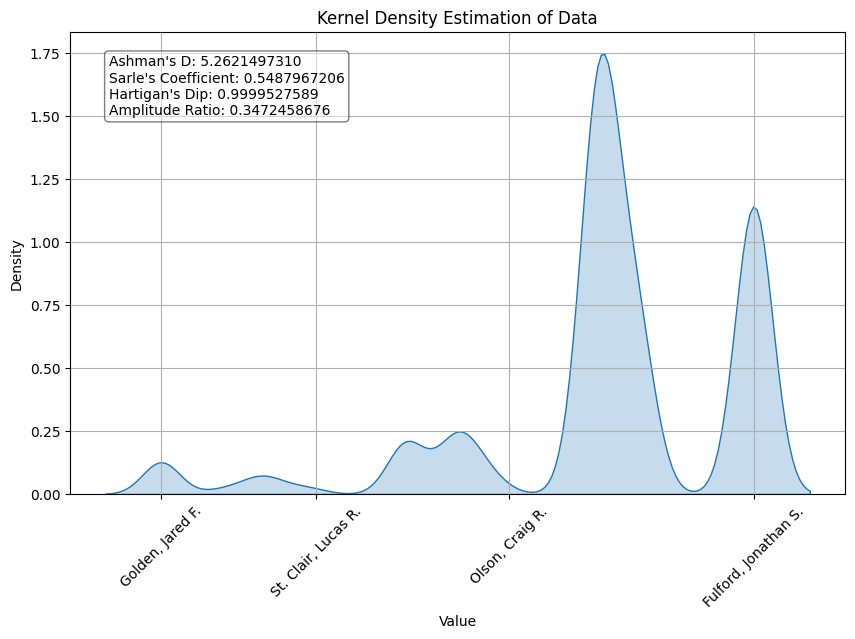 Kernel Density Estimation of Data
Ashman's D: 5.2621497310
Sarle's Coefficient: 0.5487967206
Hartigan's Dip: 0.9999527589
Amplitude Ratio: 0.3472458676
Density
1.75
1.50
1.25
1.00
0.75
0.50
0.25
0.00
Golden, Jared F.
St. Clair, Lucas R.
Olson, Craig R.
Fulford, Jonathan S.
Value